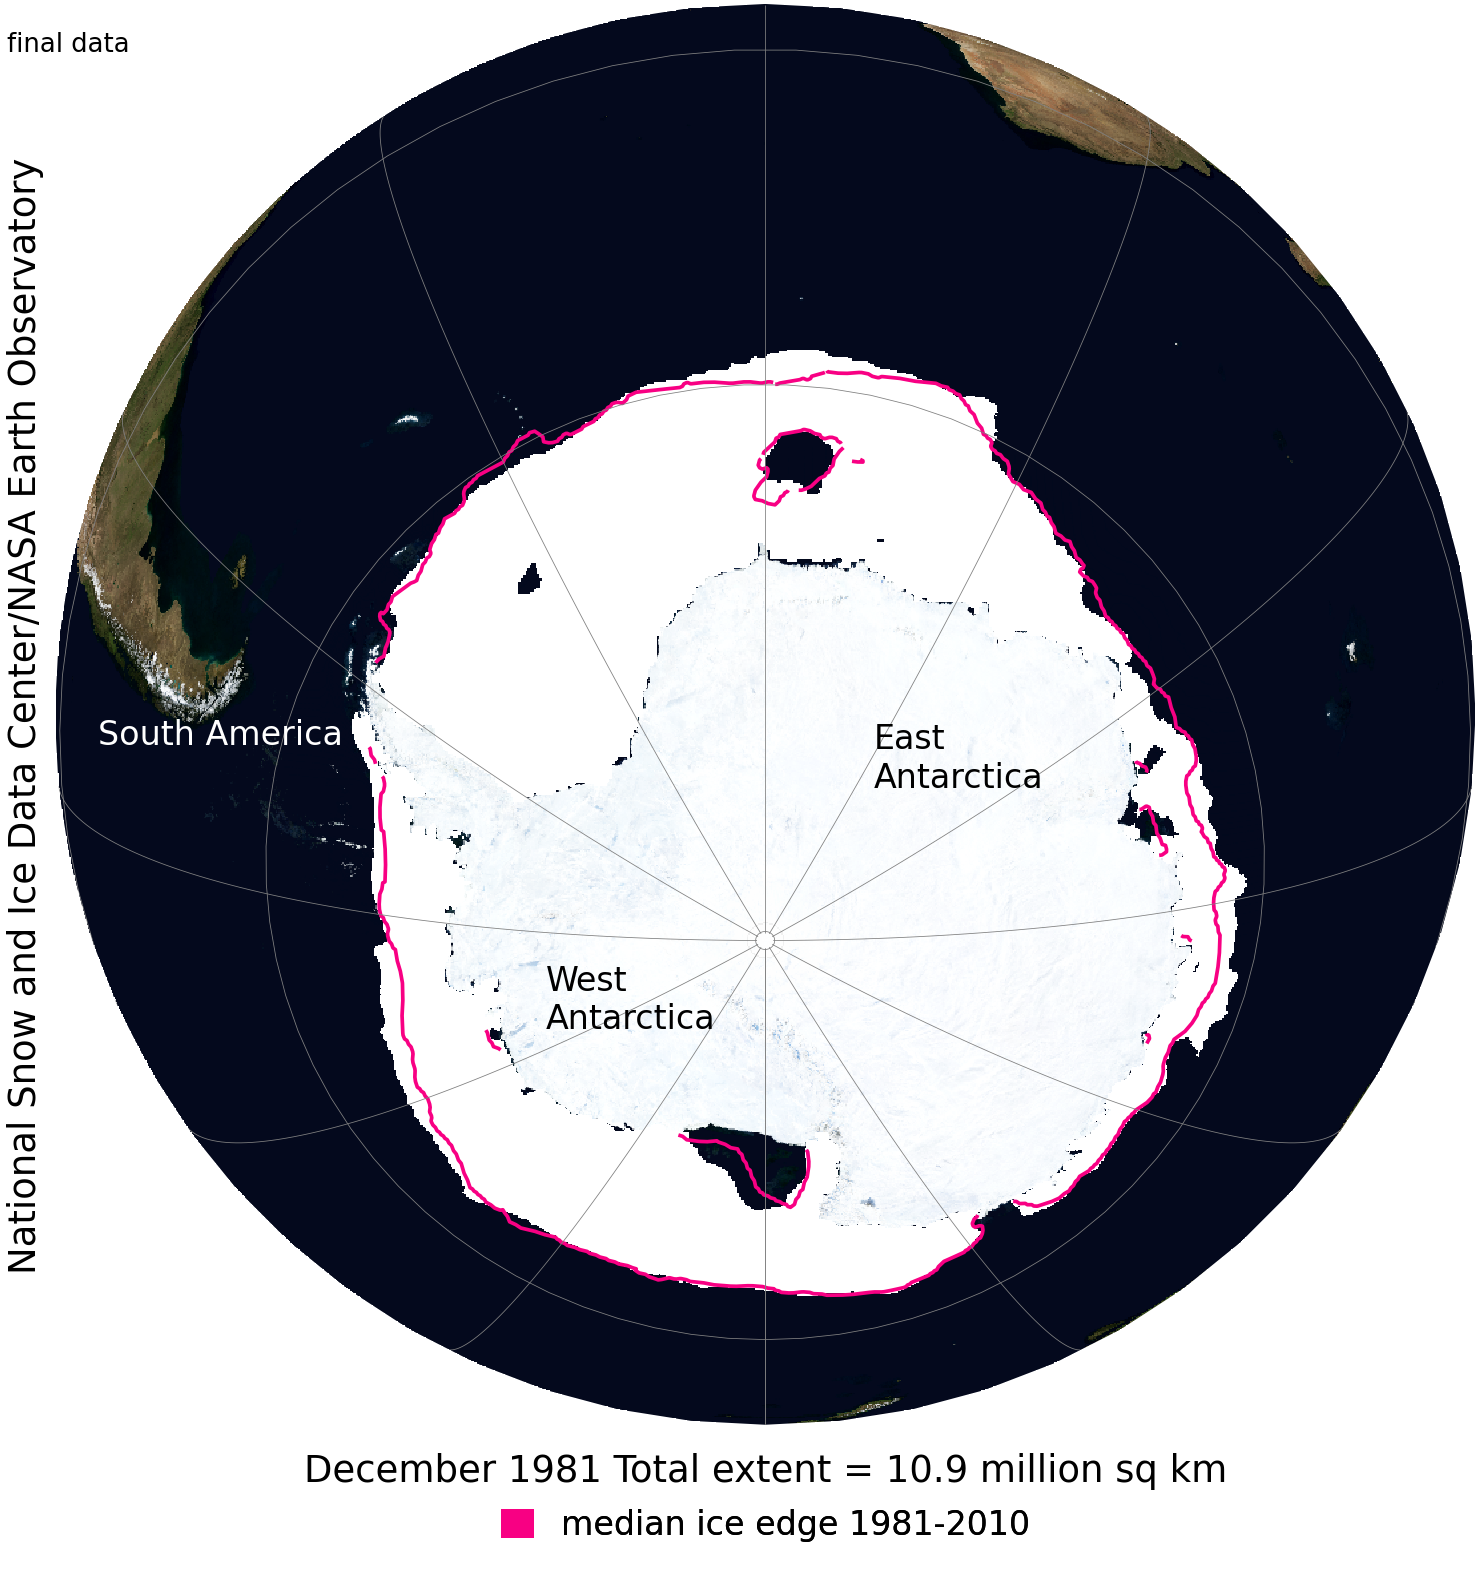 final data
National Snow and Ice Data Center/NASA Earth Observatory
South America
East
Antarctica
West
Antarctica
December 1981 Total extent = 10.9 million sq km
median ice edge 1981-2010